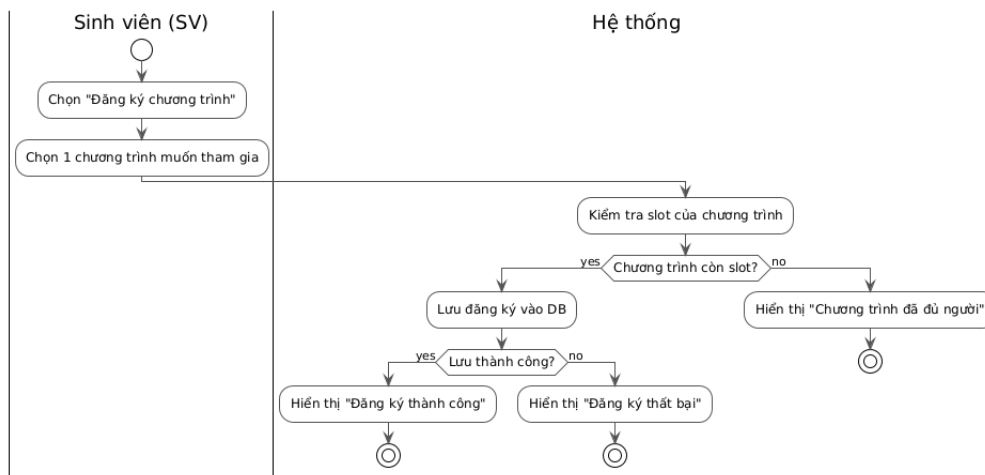 Sinh viên (SV)
Hệ thống
Chọn "Đăng ký chương trình"
Chọn 1 chương trình muốn tham gia
Kiểm tra slot của chương trình
Chương trình còn slot?
yes
no
Lưu đăng ký vào DB
Hiển thị "Chương trình đã đủ người"
Lưu thành công?
yes
no
Hiển thị "Đăng ký thành công"
Hiển thị "Đăng ký thất bại"